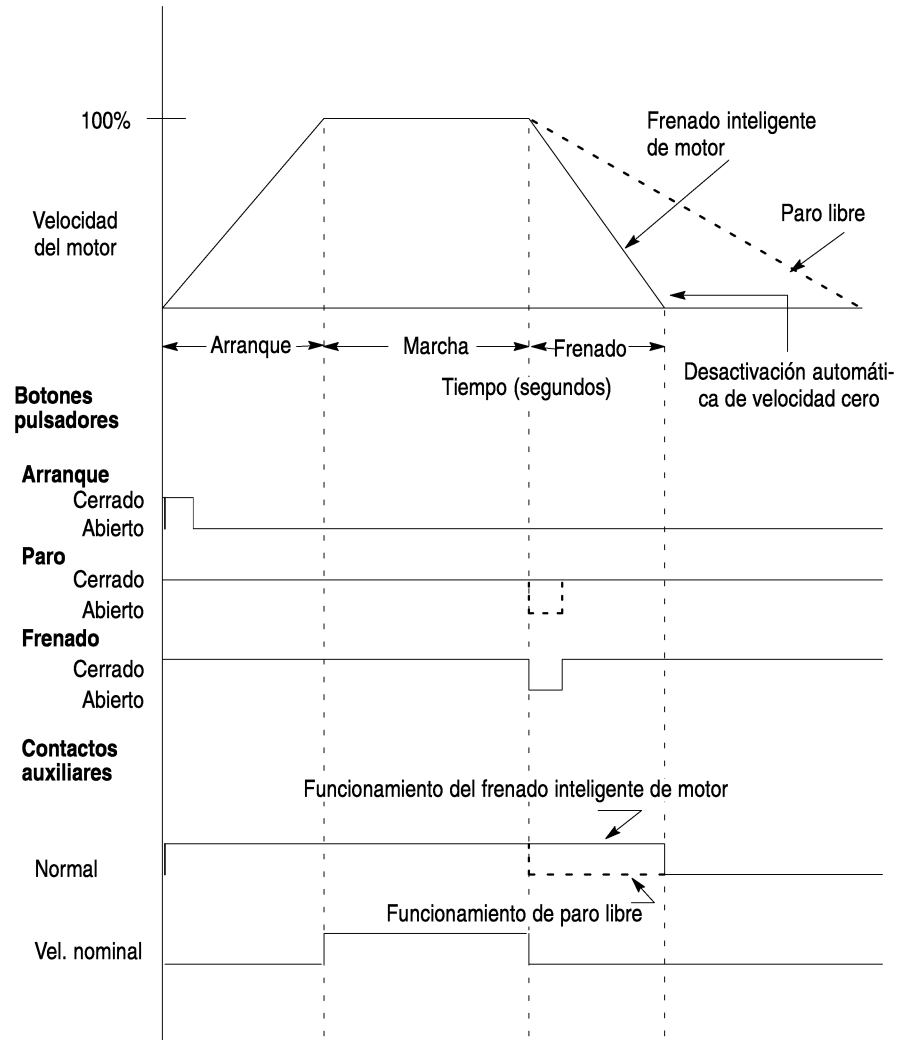 100%
Frenado inteligente
de motor
Velocidad
del motor
Paro libre
Arranque
Marcha
Frenado
Tiempo (segundos)
Desactivación automáti-
ca de velocidad cero
Botones
pulsadores
Arranque
Cerrado
Abierto
Paro
Cerrado
Abierto
Frenado
Cerrado
Abierto
Contactos
auxiliares
Funcionamiento del frenado inteligente de motor
Normal
Funcionamiento de paro libre
Vel. nominal